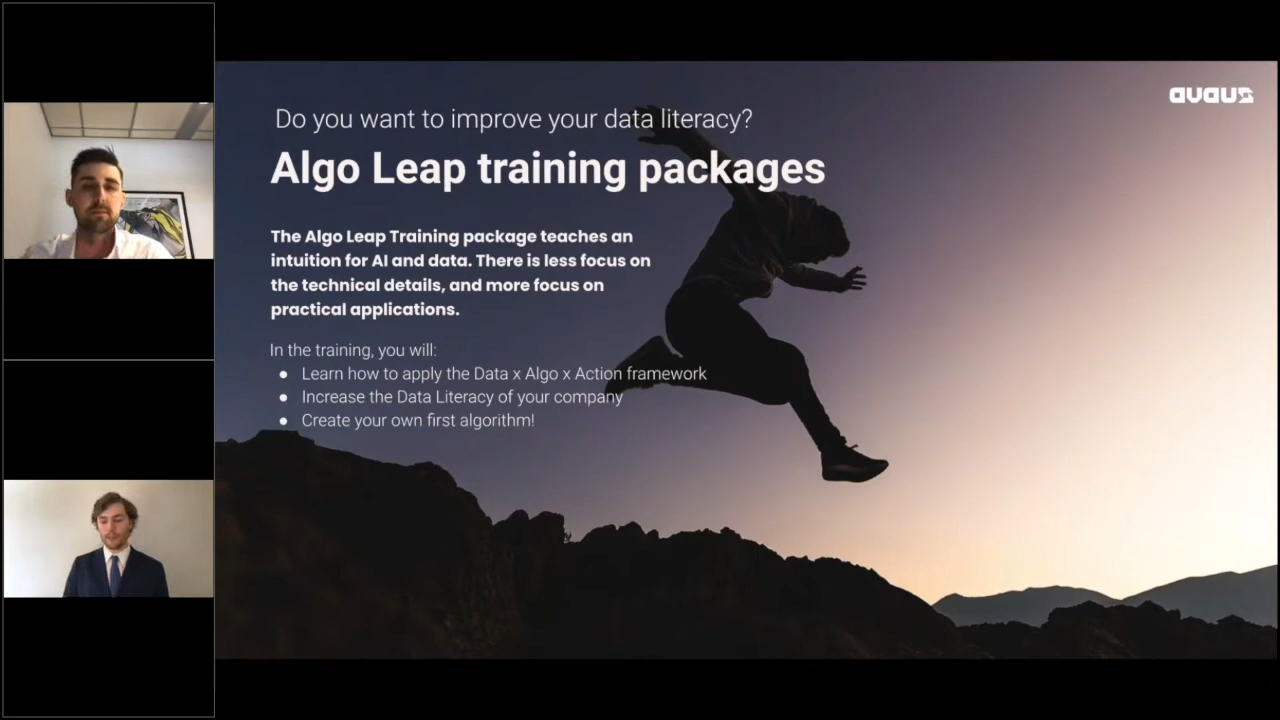 avaus
Do you want to improve your data literacy?
Algo Leap training packages
The Algo Leap Training package teaches an
intuition for AI and data. There is less focus on
the technical details, and more focus on
practical applications.
In the training, you will:
● Learn how to apply the Data x Algo x Action framework
● Increase the Data Literacy of your company
● Create your own first algorithm!